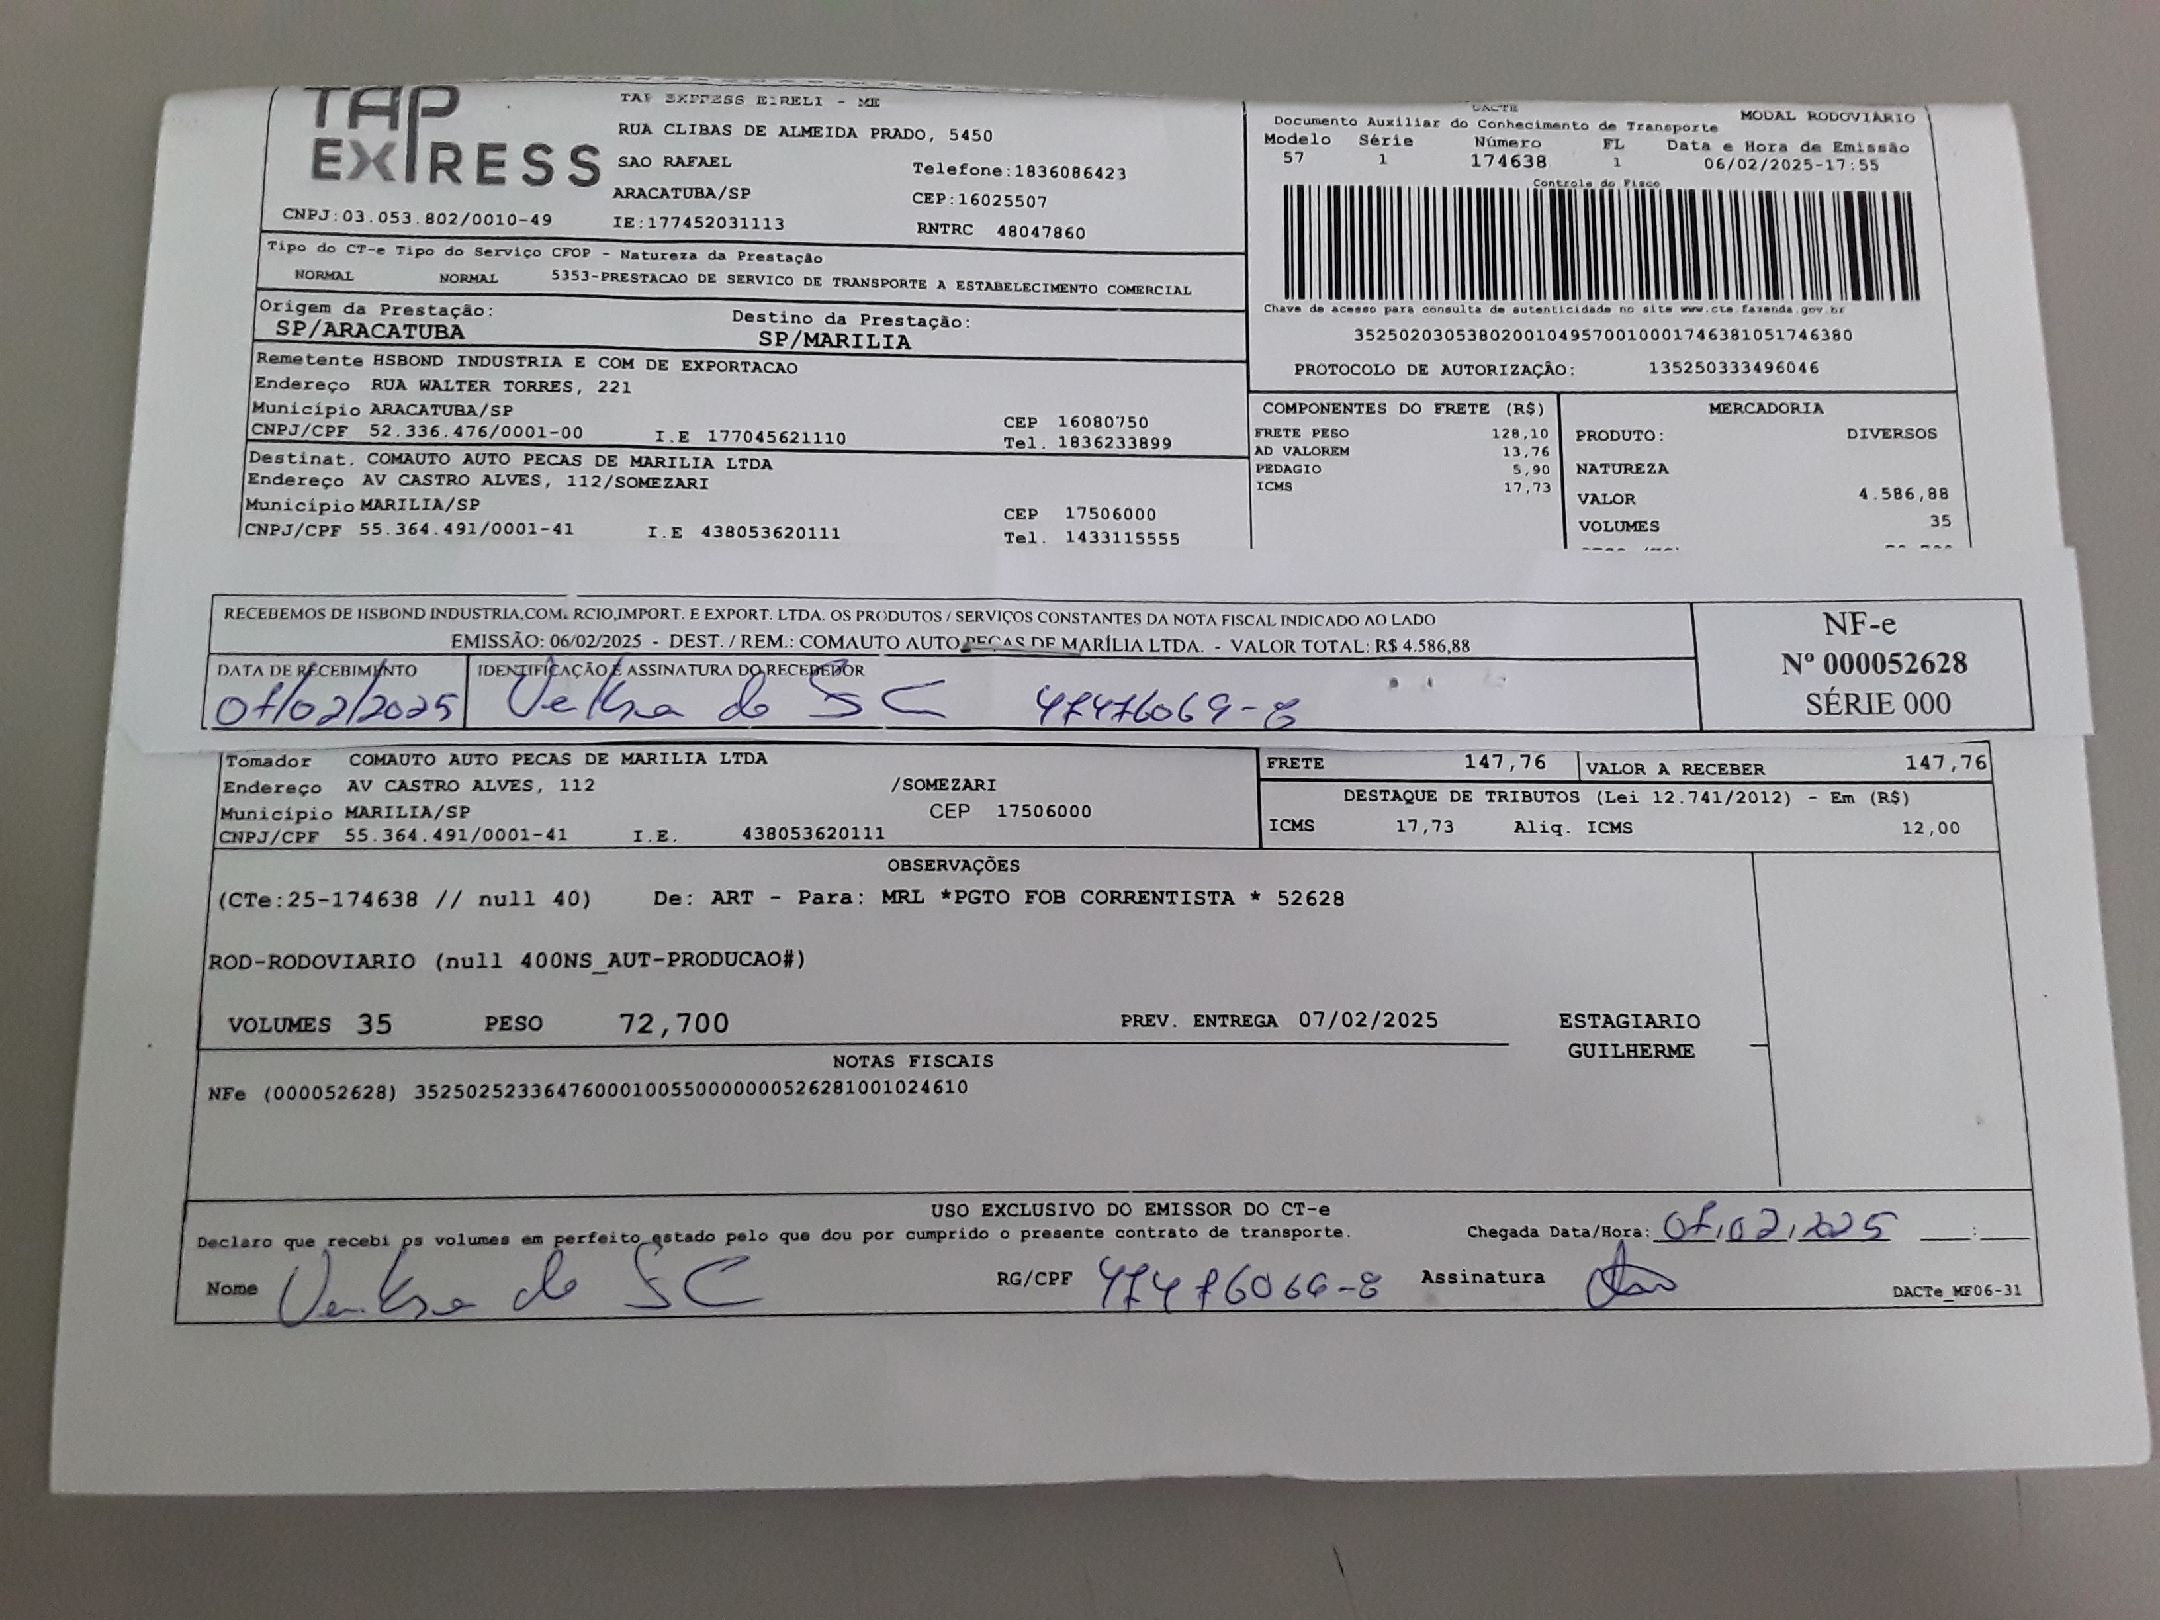 TAP
EXPRESS
TAP EXPRESS EIRELI - ME
RUA CLIBAS DE ALMEIDA PRADO, 5450
SAO RAFAEL Telefone:1836086423
ARACATUBA/SP CEP:16025507
CNPJ:03.053.802/0010-49 IE:177452031113 RNTRC 48047860
DACTE MODAL RODOVIÁRIO
Documento Auxiliar do Conhecimento de Transporte
Modelo Série Número FL Data e Hora de Emissão
57 1 174638 1 06/02/2025-17:55
Controle do Fisco
Chave de acesso para consulta de autenticidade no site www.cte.fazenda.gov.br
35250203053802001049570010001746381051746380
PROTOCOLO DE AUTORIZAÇÃO: 135250333496046
Tipo do CT-e Tipo do Serviço CFOP - Natureza da Prestação
NORMAL NORMAL 5353-PRESTACAO DE SERVICO DE TRANSPORTE A ESTABELECIMENTO COMERCIAL
Origem da Prestação: Destino da Prestação:
SP/ARACATUBA SP/MARILIA
Remetente HSBOND INDUSTRIA E COM DE EXPORTACAO
Endereço RUA WALTER TORRES, 221
Município ARACATUBA/SP CEP 16080750
CNPJ/CPF 52.336.476/0001-00 I.E 177045621110 Tel. 1836233899
Destinat. COMAUTO AUTO PECAS DE MARILIA LTDA
Endereço AV CASTRO ALVES, 112/SOMEZARI
Município MARILIA/SP CEP 17506000
CNPJ/CPF 55.364.491/0001-41 I.E 438053620111 Tel. 1433115555
COMPONENTES DO FRETE (R$)
FRETE PESO 128,10
AD VALOREM 13,76
PEDAGIO 5,90
ICMS 17,73
MERCADORIA
PRODUTO: DIVERSOS
NATUREZA
VALOR 4.586,88
VOLUMES 35
RECEBEMOS DE HSBOND INDUSTRIA,COM. RCIO,IMPORT. E EXPORT. LTDA. OS PRODUTOS / SERVIÇOS CONSTANTES DA NOTA FISCAL INDICADO AO LADO
EMISSÃO: 06/02/2025 - DEST. / REM.: COMAUTO AUTO PEÇAS DE MARÍLIA LTDA. - VALOR TOTAL: R$ 4.586,88
DATA DE RECEBIMENTO IDENTIFICAÇÃO E ASSINATURA DO RECEBEDOR
07/02/2025
NF-e
Nº 000052628
SÉRIE 000
Tomador COMAUTO AUTO PECAS DE MARILIA LTDA
Endereço AV CASTRO ALVES, 112 /SOMEZARI
Município MARILIA/SP CEP 17506000
CNPJ/CPF 55.364.491/0001-41 I.E. 438053620111
FRETE 147,76 VALOR A RECEBER 147,76
DESTAQUE DE TRIBUTOS (Lei 12.741/2012) - Em (R$)
ICMS 17,73 Aliq. ICMS 12,00
OBSERVAÇÕES
(CTe:25-174638 // null 40) De: ART - Para: MRL *PGTO FOB CORRENTISTA * 52628
ROD-RODOVIARIO (null 400NS_AUT-PRODUCAO#)
VOLUMES 35 PESO 72,700 PREV. ENTREGA 07/02/2025 ESTAGIARIO
GUILHERME
NOTAS FISCAIS
NFe (000052628) 35250252336476000100550000000526281001024610
USO EXCLUSIVO DO EMISSOR DO CT-e
Declaro que recebi os volumes em perfeito estado pelo que dou por cumprido o presente contrato de transporte. Chegada Data/Hora: 07/02/2025 ___:___
Nome RG/CPF Assinatura
DACTe_MF06-31